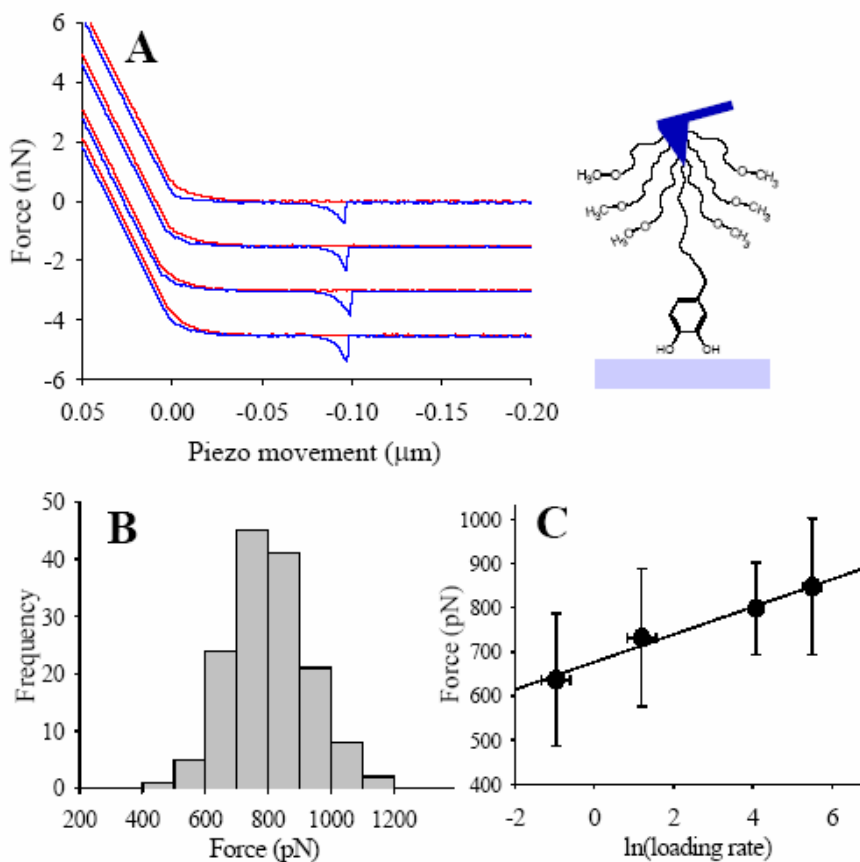 A
6
4
2
0
-2
-4
-6
Force (nN)
0.05 0.00 -0.05 -0.10 -0.15 -0.20
Piezo movement (μm)
H₃C-O
O-CH₃
H₃C-O
O-CH₃
H₃C-O
O-CH₃
HO OH
B
50
40
30
20
10
0
Frequency
200 400 600 800 1000 1200
Force (pN)
C
1000
900
800
700
600
500
400
Force (pN)
-2 0 2 4 6
ln(loading rate)